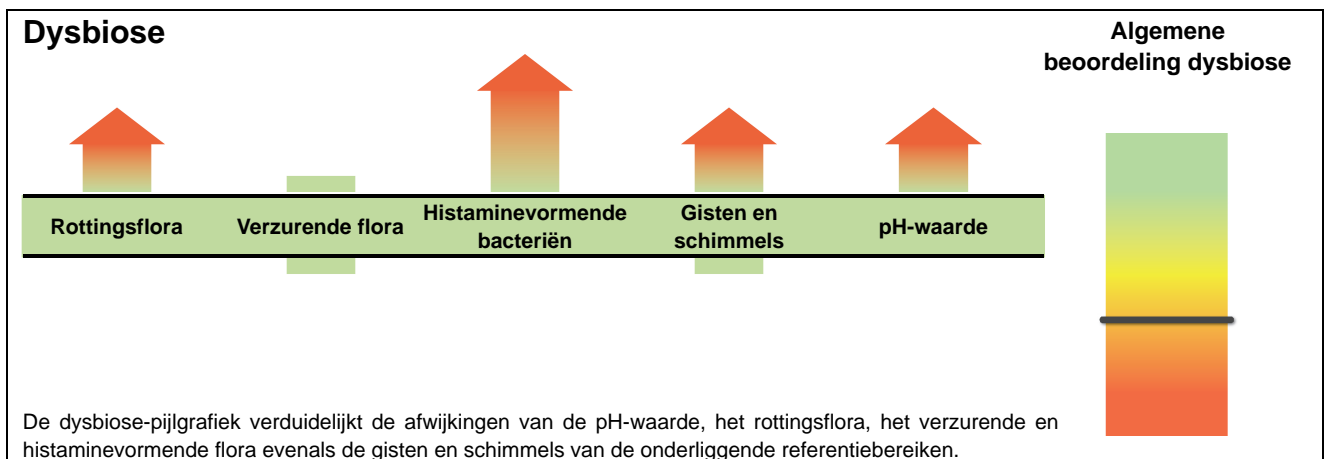 Dysbiose
Algemene
beoordeling dysbiose
Rottingsflora
Verzurende flora
Histaminevormende
bacteriën
Gisten en
schimmels
pH-waarde
De dysbiose-pijlgrafiek verduidelijkt de afwijkingen van de pH-waarde, het rottingsflora, het verzurende en
histaminevormende flora evenals de gisten en schimmels van de onderliggende referentiebereiken.